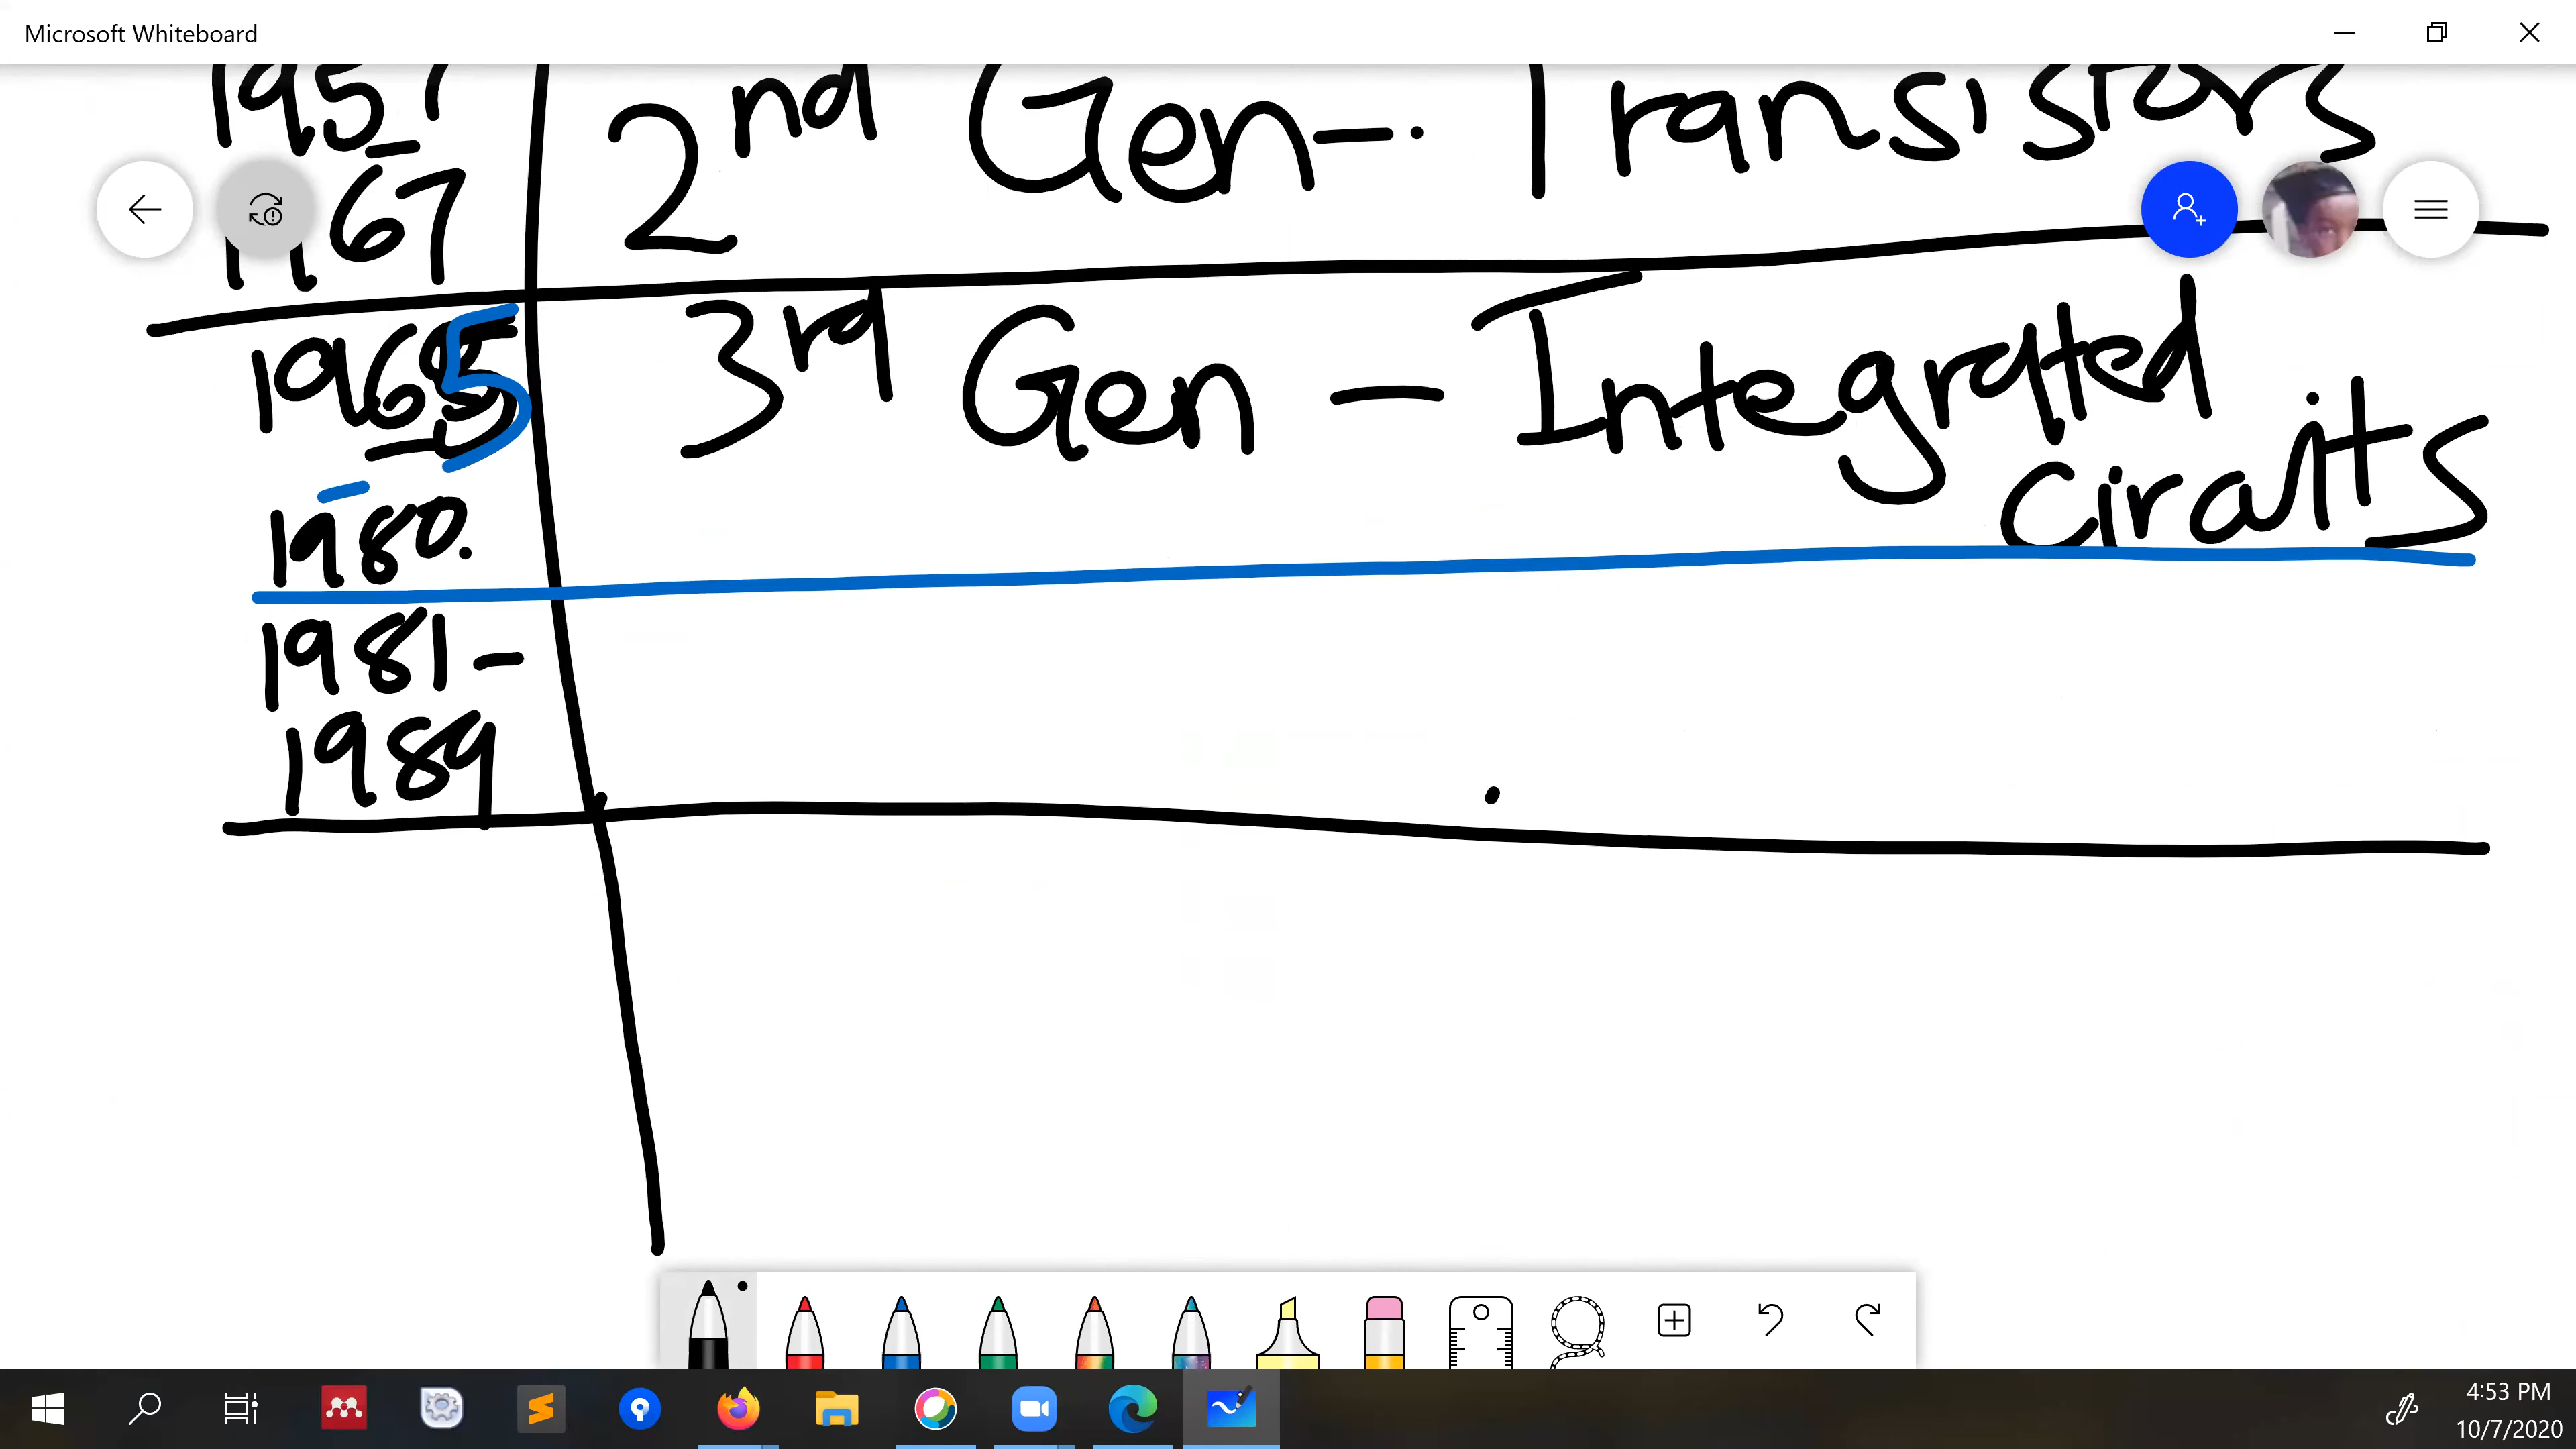 Microsoft Whiteboard
1957 2nd Gen - Transistors
-
1967
1965 3rd Gen - Integrated
- circuits
1980.
1981-
1989
4:53 PM
10/7/2020